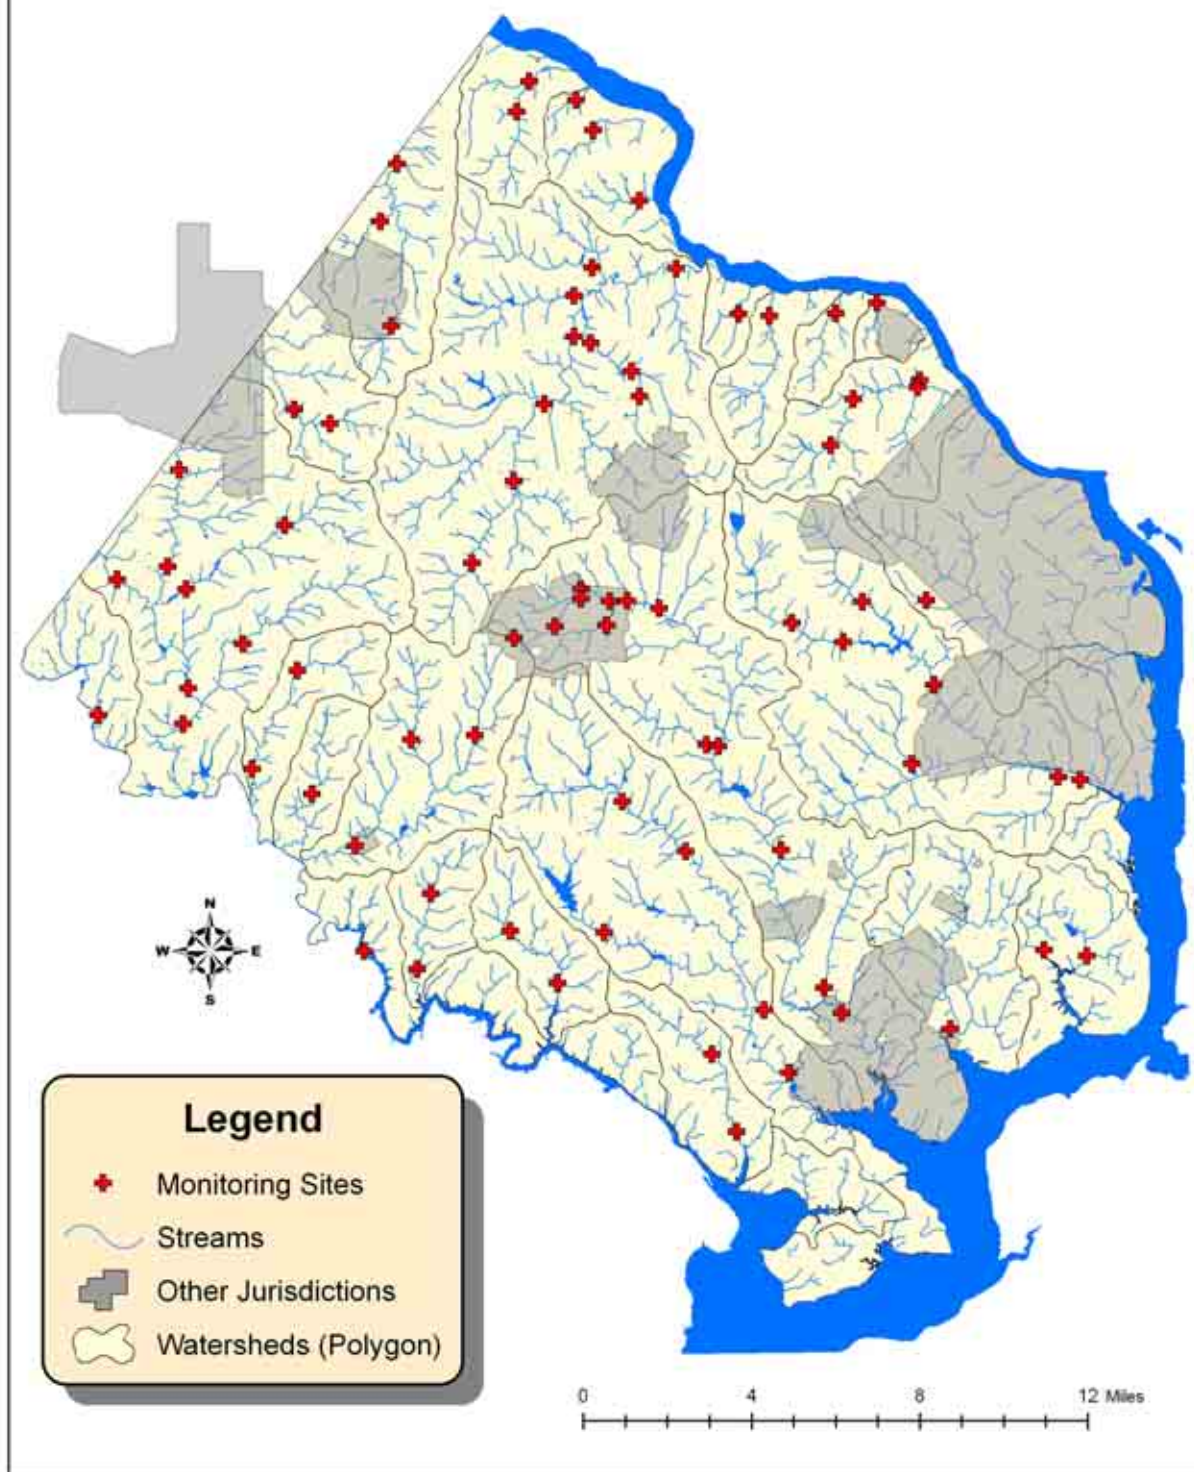 N
W E
S
Legend
Monitoring Sites
Streams
Other Jurisdictions
Watersheds (Polygon)
0 4 8 12 Miles